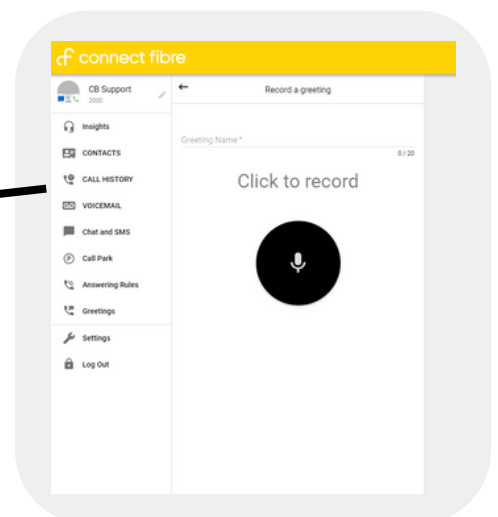 connect fibre
CB Support
2000
Record a greeting
Insights
CONTACTS
CALL HISTORY
VOICEMAIL
Chat and SMS
Call Park
Answering Rules
Greetings
Settings
Log Out
Greeting Name *
0 / 20
Click to record